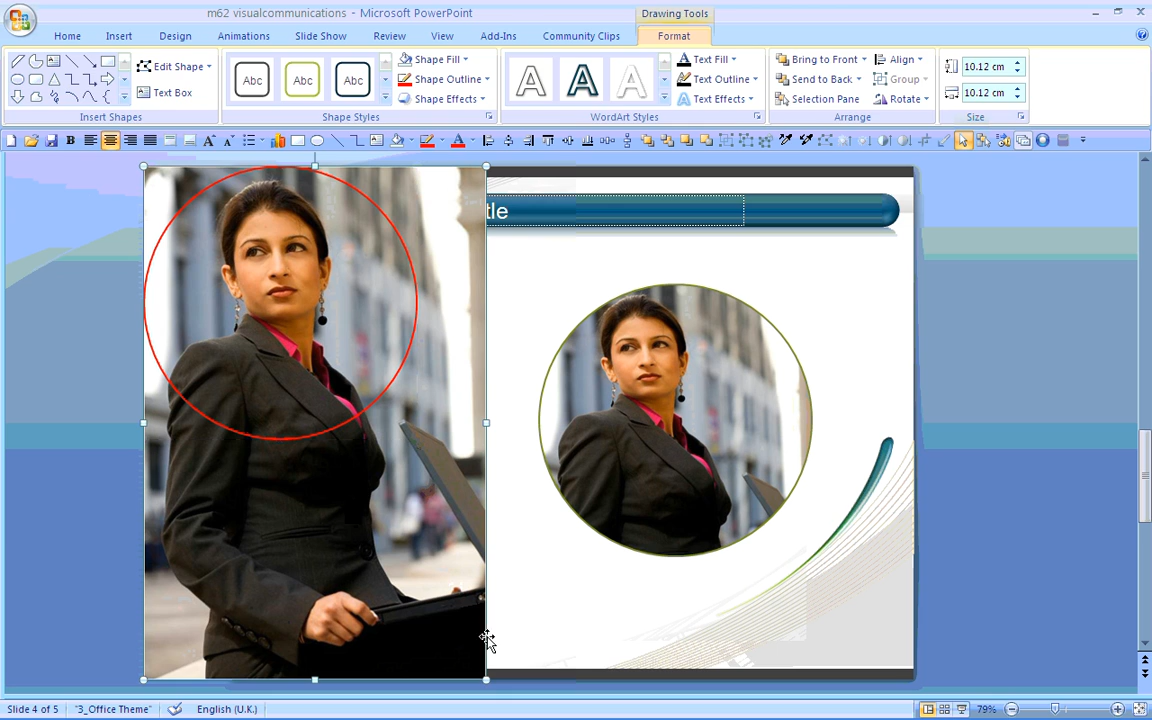 m62 visualcommunications - Microsoft PowerPoint
Drawing Tools
Home Insert Design Animations Slide Show Review View Add-Ins Community Clips Format
Edit Shape
Text Box
Insert Shapes
Abc Abc Abc
Shape Fill
Shape Outline
Shape Effects
Shape Styles
A A A
Text Fill
Text Outline
Text Effects
WordArt Styles
Bring to Front
Send to Back
Selection Pane
Align
Group
Rotate
Arrange
10.12 cm
10.12 cm
Size
tle
Slide 4 of 5 "3_Office Theme" English (U.K.) 79%